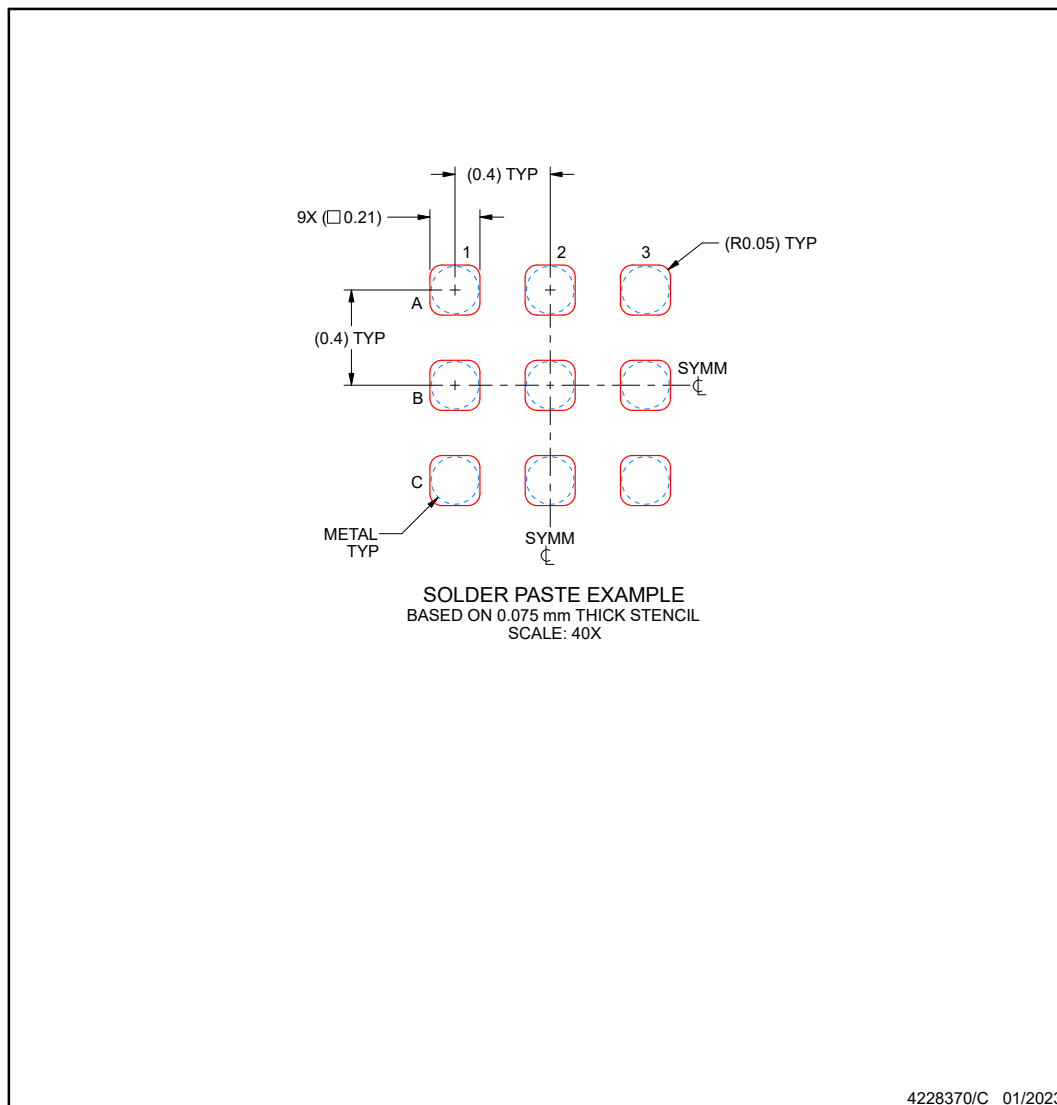 (0.4) TYP
9X (□0.21)
1
2
3
(R0.05) TYP
A
(0.4) TYP
SYMM
℄
B
C
METAL
TYP
SYMM
℄
SOLDER PASTE EXAMPLE
BASED ON 0.075 mm THICK STENCIL
SCALE: 40X
4228370/C 01/2023